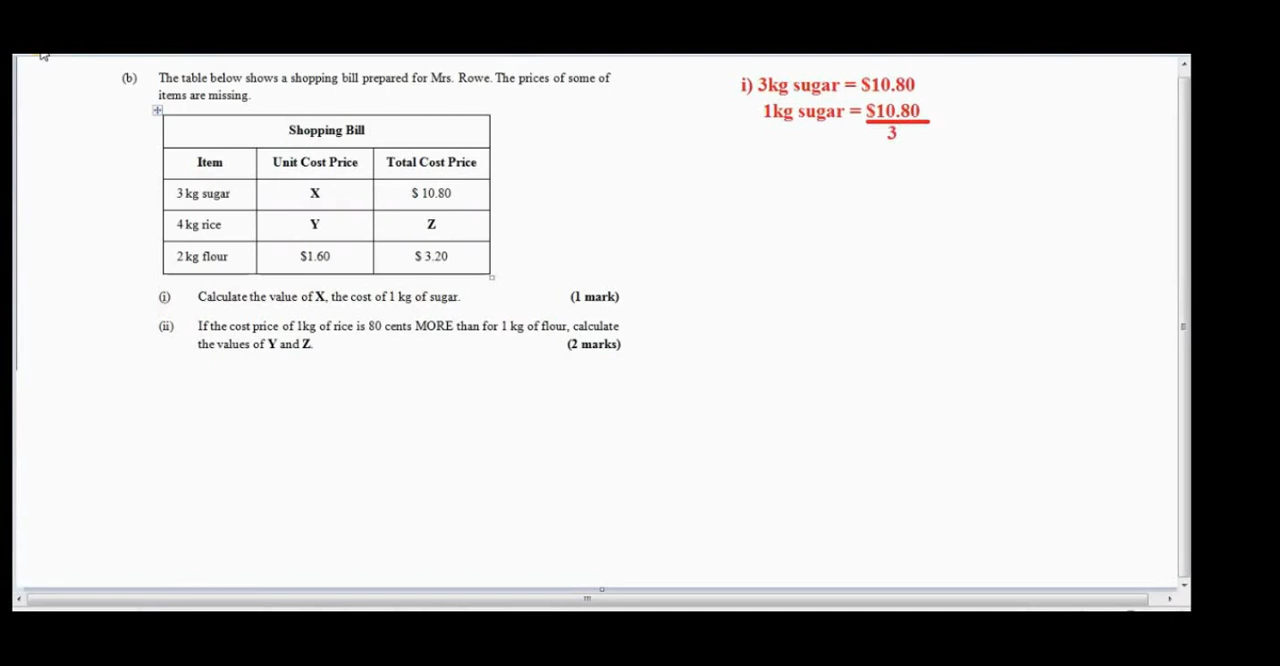 (b) The table below shows a shopping bill prepared for Mrs. Rowe. The prices of some of
items are missing.
Shopping Bill
Item Unit Cost Price Total Cost Price
3 kg sugar X $ 10.80
4 kg rice Y Z
2 kg flour $1.60 $ 3.20
(i) Calculate the value of X, the cost of 1 kg of sugar. (1 mark)
(ii) If the cost price of 1kg of rice is 80 cents MORE than for 1 kg of flour, calculate
the values of Y and Z. (2 marks)
i) 3kg sugar = $10.80
1kg sugar = $10.80
3